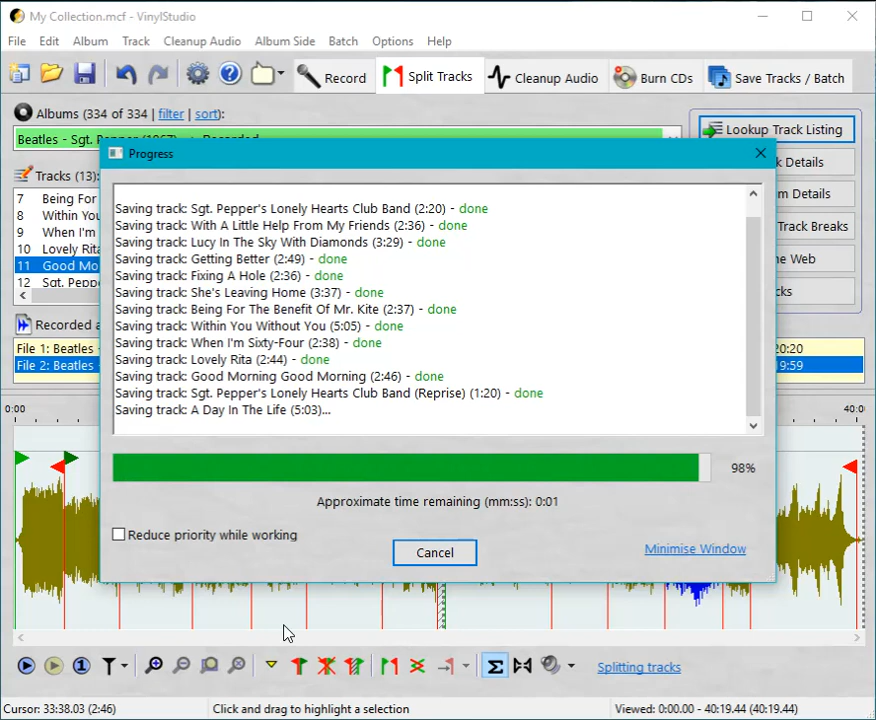 My Collection.mcf - VinylStudio
File Edit Album Track Cleanup Audio Album Side Batch Options Help
Record Split Tracks Cleanup Audio Burn CDs Save Tracks / Batch
Albums (334 of 334) | filter | sort):
Lookup Track Listing
Beatles - Sgt. Pepper (1967) - Recorded
Progress
Tracks (13):
Details
7 Being For
8 Within You
9 When I'm
10 Lovely Rita
11 Good Mo
12 Sgt. Peppe
Details
Track Breaks
e Web
cks
Saving track: Sgt. Pepper's Lonely Hearts Club Band (2:20) - done
Saving track: With A Little Help From My Friends (2:36) - done
Saving track: Lucy In The Sky With Diamonds (3:29) - done
Saving track: Getting Better (2:49) - done
Saving track: Fixing A Hole (2:36) - done
Saving track: She's Leaving Home (3:37) - done
Saving track: Being For The Benefit Of Mr. Kite (2:37) - done
Saving track: Within You Without You (5:05) - done
Saving track: When I'm Sixty-Four (2:38) - done
Saving track: Lovely Rita (2:44) - done
Saving track: Good Morning Good Morning (2:46) - done
Saving track: Sgt. Pepper's Lonely Hearts Club Band (Reprise) (1:20) - done
Saving track: A Day In The Life (5:03)...
Recorded a
File 1: Beatles - 20:20
File 2: Beatles - 19:59
0:00 40:
98%
Approximate time remaining (mm:ss): 0:01
Reduce priority while working
Cancel
Minimise Window
Splitting tracks
Cursor: 33:38.03 (2:46) Click and drag to highlight a selection Viewed: 0:00.00 - 40:19.44 (40:19.44)